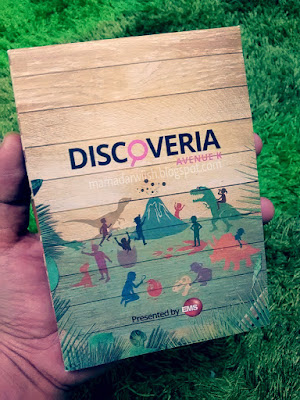 DISCOVERIA
AVENUE K
mamadarwish.blogspot.com
Presented by EMS